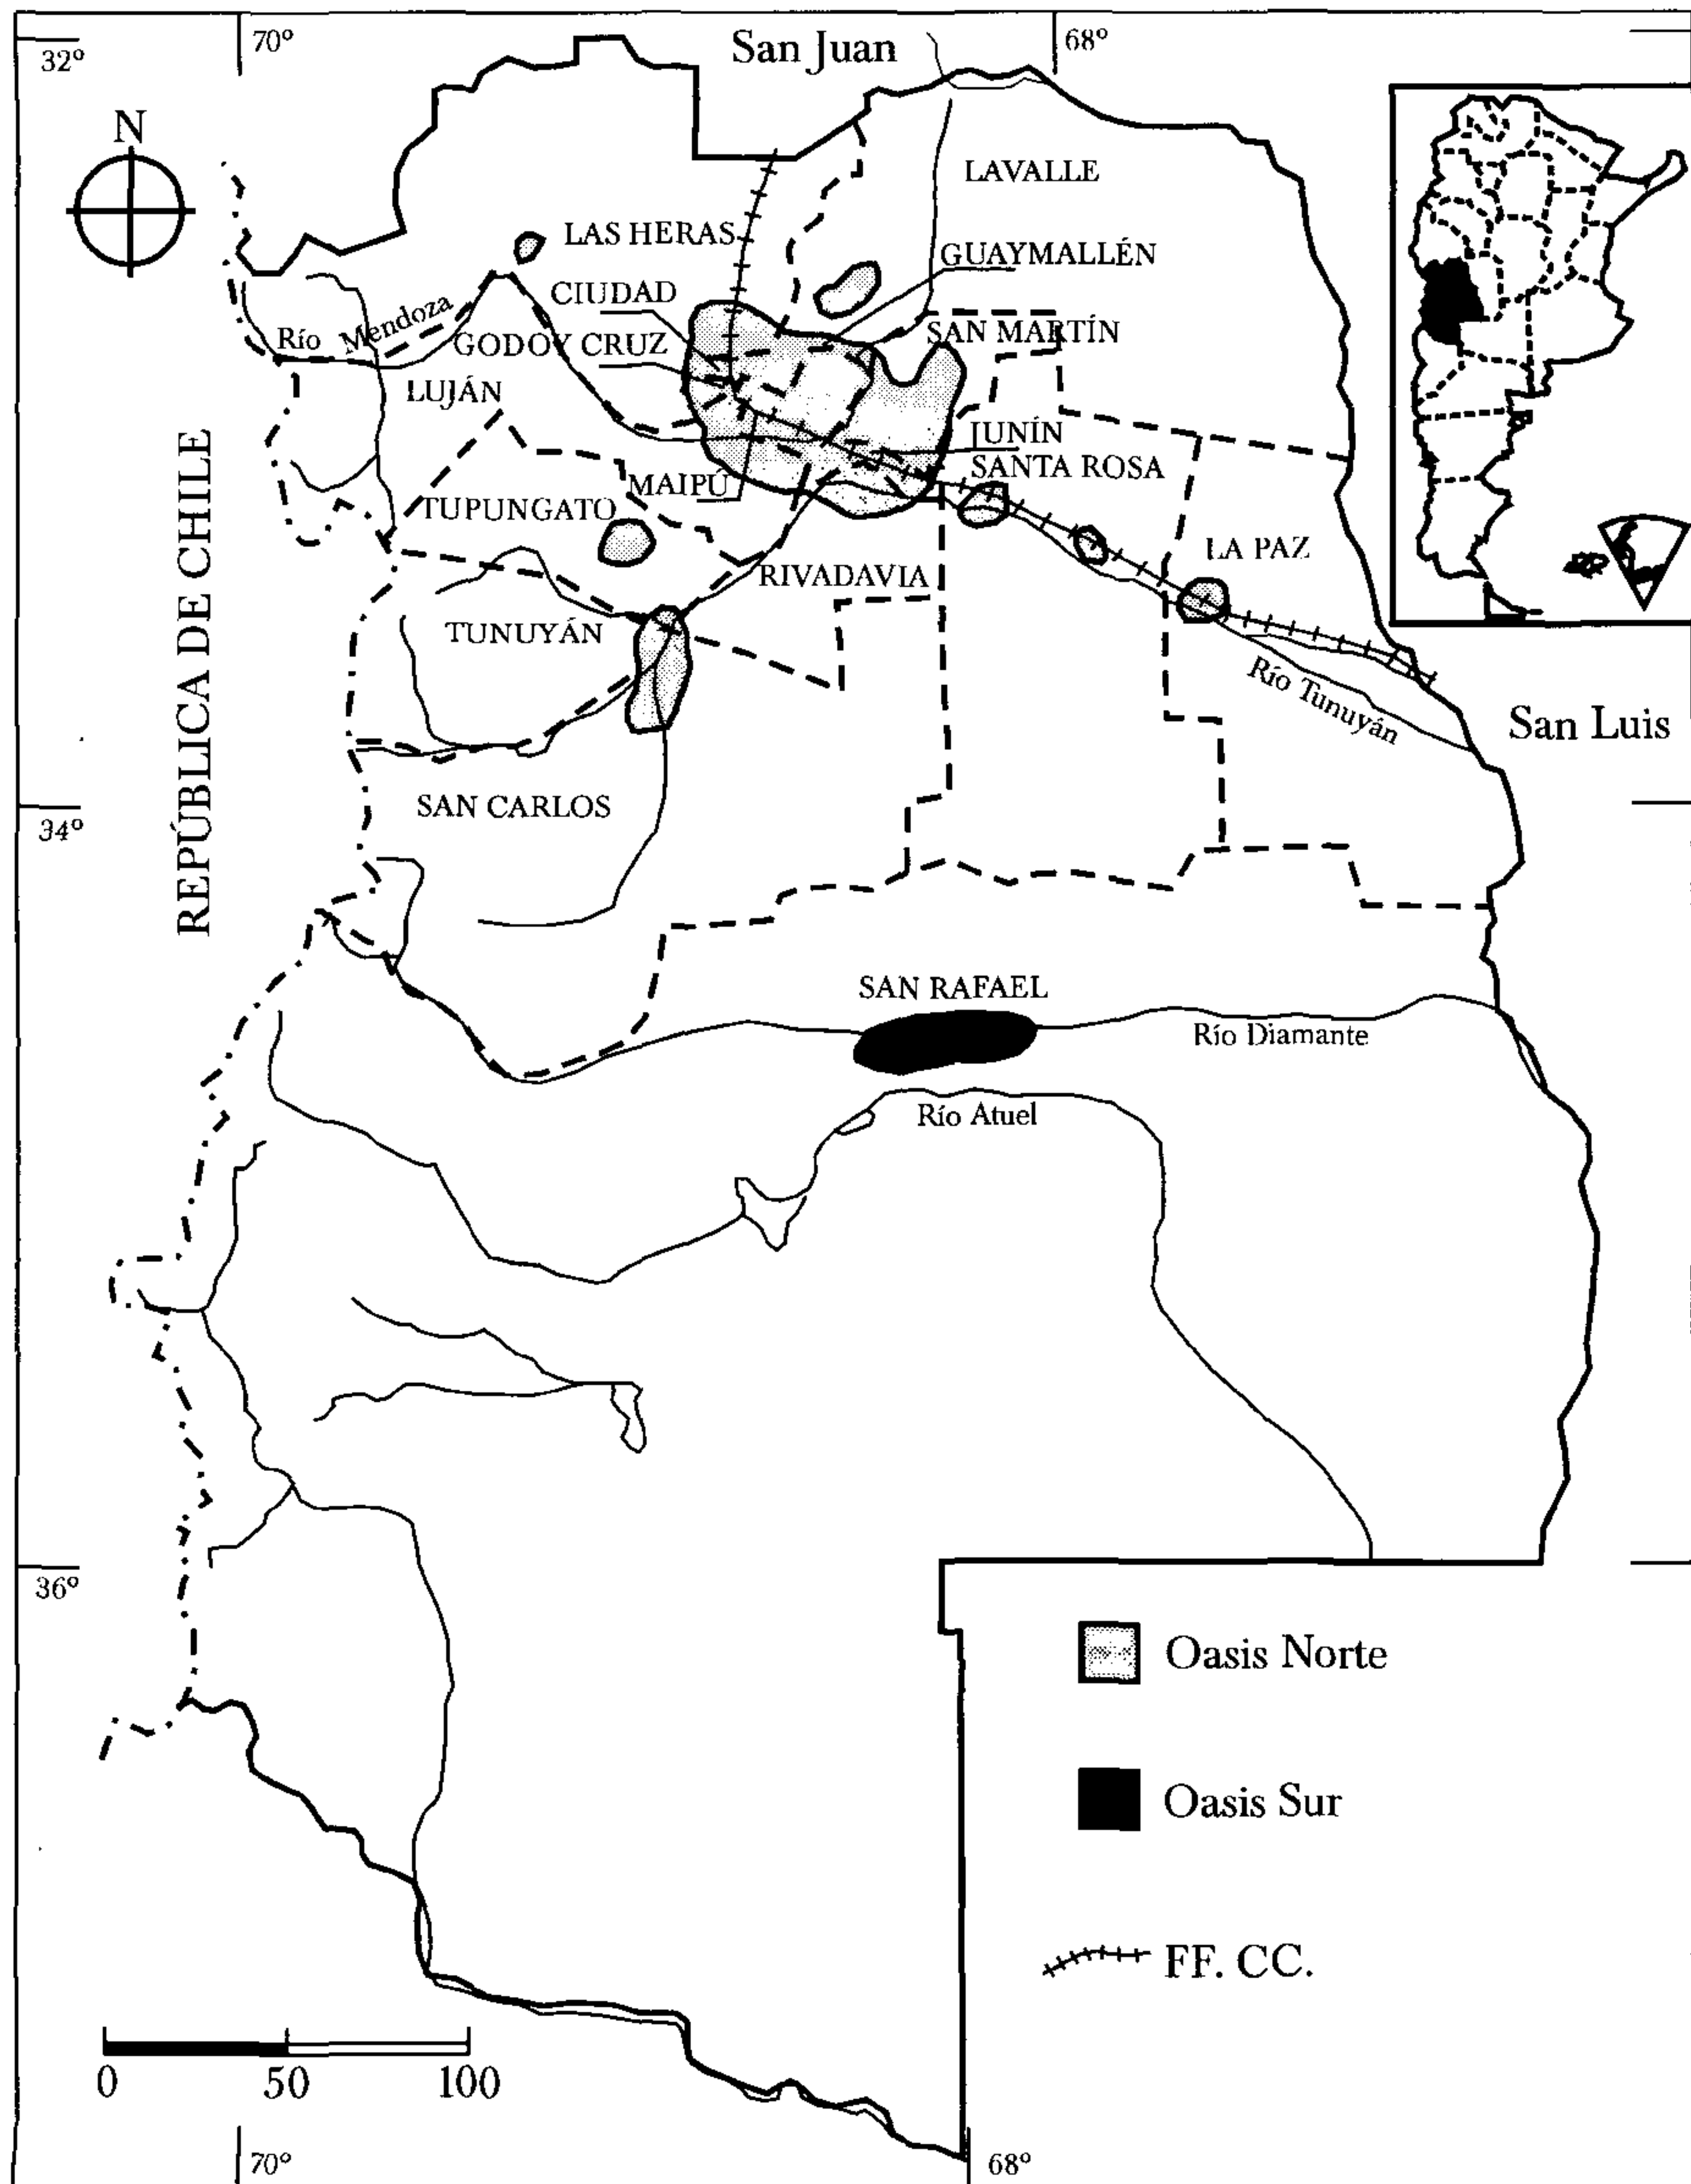 70°
San Juan
68°
32°
N
LAVALLE
LAS HERAS
GUAYMALLÉN
CIUDAD
Río Mendoza
GODOY CRUZ
SAN MARTÍN
LUJÁN
JUNÍN
SANTA ROSA
MAIPÚ
TUPUNGATO
LA PAZ
RIVADAVIA
TUNUYÁN
REPÚBLICA DE CHILE
Río Tunuyán
San Luis
SAN CARLOS
34°
SAN RAFAEL
Río Diamante
Río Atuel
36°
Oasis Norte
Oasis Sur
FF. CC.
0 50 100
70°
68°